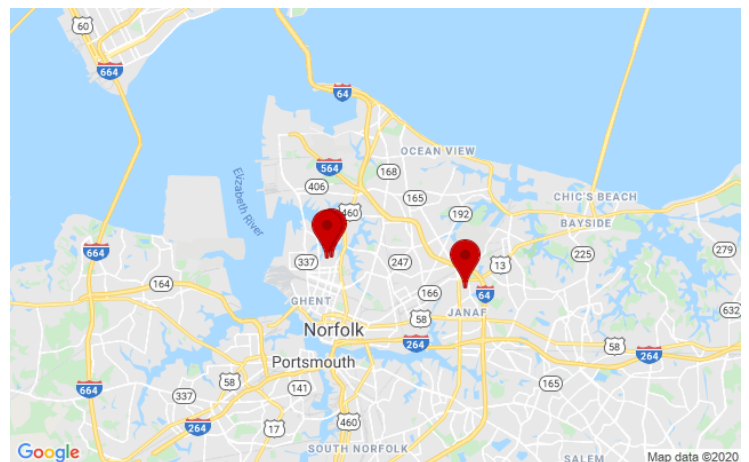 60
664
64
OCEAN VIEW
564
168
406
165
CHIC'S BEACH
Elizabeth River
460
192
BAYSIDE
337
247
13
225
279
664
164
166
64
GHENT
58
JANAF
632
Norfolk
264
58
264
Portsmouth
664
58
141
165
337
264
17
460
SOUTH NORFOLK
SALEM
Google
Map data ©2020